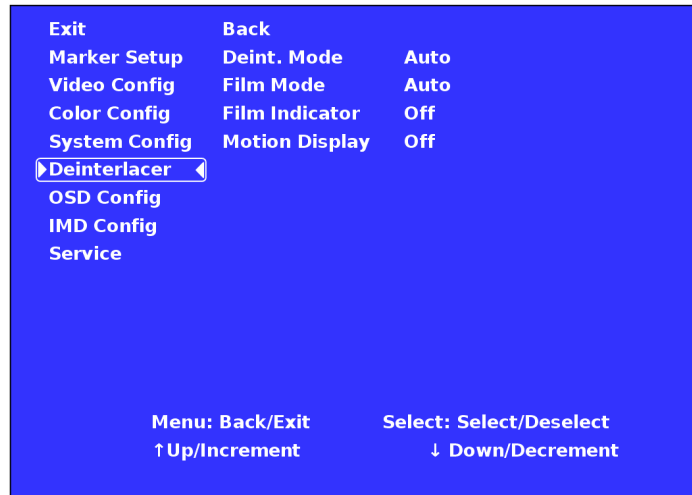 Exit Back
Marker Setup Deint. Mode Auto
Video Config Film Mode Auto
Color Config Film Indicator Off
System Config Motion Display Off
Deinterlacer
OSD Config
IMD Config
Service
Menu: Back/Exit Select: Select/Deselect
↑Up/Increment ↓ Down/Decrement